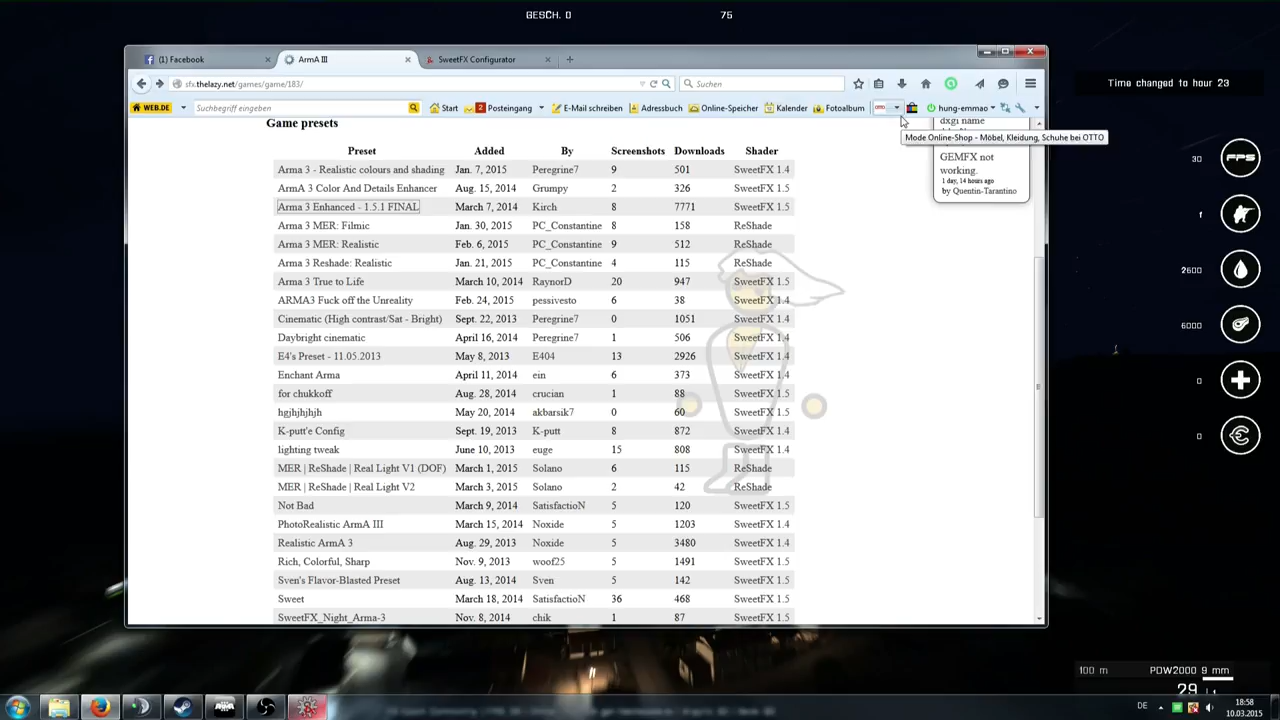 GESCH. 0 75
(1) Facebook ArmA III SweetFX Configurator
sfx.thelazy.net/games/game/183/ Suchen
Time changed to hour 23
WEB.DE Suchbegriff eingeben Start 2 Posteingang E-Mail schreiben Adressbuch Online-Speicher Kalender Fotoalbum OTTO hung-emmao
Game presets
dxgi name
Mode Online-Shop - Möbel, Kleidung, Schuhe bei OTTO
GEMFX not
working.
1 day, 14 hours ago
by Quentin-Tarantino
Preset Added By Screenshots Downloads Shader
Arma 3 - Realistic colours and shading Jan. 7, 2015 Peregrine7 9 501 SweetFX 1.4
ArmA 3 Color And Details Enhancer Aug. 15, 2014 Grumpy 2 326 SweetFX 1.5
Arma 3 Enhanced - 1.5.1 FINAL March 7, 2014 Kirch 8 7771 SweetFX 1.5
Arma 3 MER: Filmic Jan. 30, 2015 PC_Constantine 8 158 ReShade
Arma 3 MER: Realistic Feb. 6, 2015 PC_Constantine 9 512 ReShade
Arma 3 Reshade: Realistic Jan. 21, 2015 PC_Constantine 4 115 ReShade
Arma 3 True to Life March 10, 2014 RaynorD 20 947 SweetFX 1.5
ARMA3 Fuck off the Unreality Feb. 24, 2015 pessivesto 6 38 SweetFX 1.4
Cinematic (High contrast/Sat - Bright) Sept. 22, 2013 Peregrine7 0 1051 SweetFX 1.4
Daybright cinematic April 16, 2014 Peregrine7 1 506 SweetFX 1.4
E4's Preset - 11.05.2013 May 8, 2013 E404 13 2926 SweetFX 1.4
Enchant Arma April 11, 2014 ein 6 373 SweetFX 1.4
for chukkoff Aug. 28, 2014 crucian 1 88 SweetFX 1.5
hgjhjhjhjh May 20, 2014 akbarsik7 0 60 SweetFX 1.5
K-putt'e Config Sept. 19, 2013 K-putt 8 872 SweetFX 1.4
lighting tweak June 10, 2013 euge 15 808 SweetFX 1.4
MER | ReShade | Real Light V1 (DOF) March 1, 2015 Solano 6 115 ReShade
MER | ReShade | Real Light V2 March 3, 2015 Solano 2 42 ReShade
Not Bad March 9, 2014 SatisfactioN 5 120 SweetFX 1.5
PhotoRealistic ArmA III March 15, 2014 Noxide 5 1203 SweetFX 1.4
Realistic ArmA 3 Aug. 29, 2013 Noxide 5 3480 SweetFX 1.4
Rich, Colorful, Sharp Nov. 9, 2013 woof25 5 1491 SweetFX 1.5
Sven's Flavor-Blasted Preset Aug. 13, 2014 Sven 5 142 SweetFX 1.5
Sweet March 18, 2014 SatisfactioN 36 468 SweetFX 1.5
SweetFX_Night_Arma-3 Nov. 8, 2014 chik 1 87 SweetFX 1.5
30 FPS
f
2600
6000
0
0
100 m PDW2000 9 mm
29
DE 18:58
10.03.2015